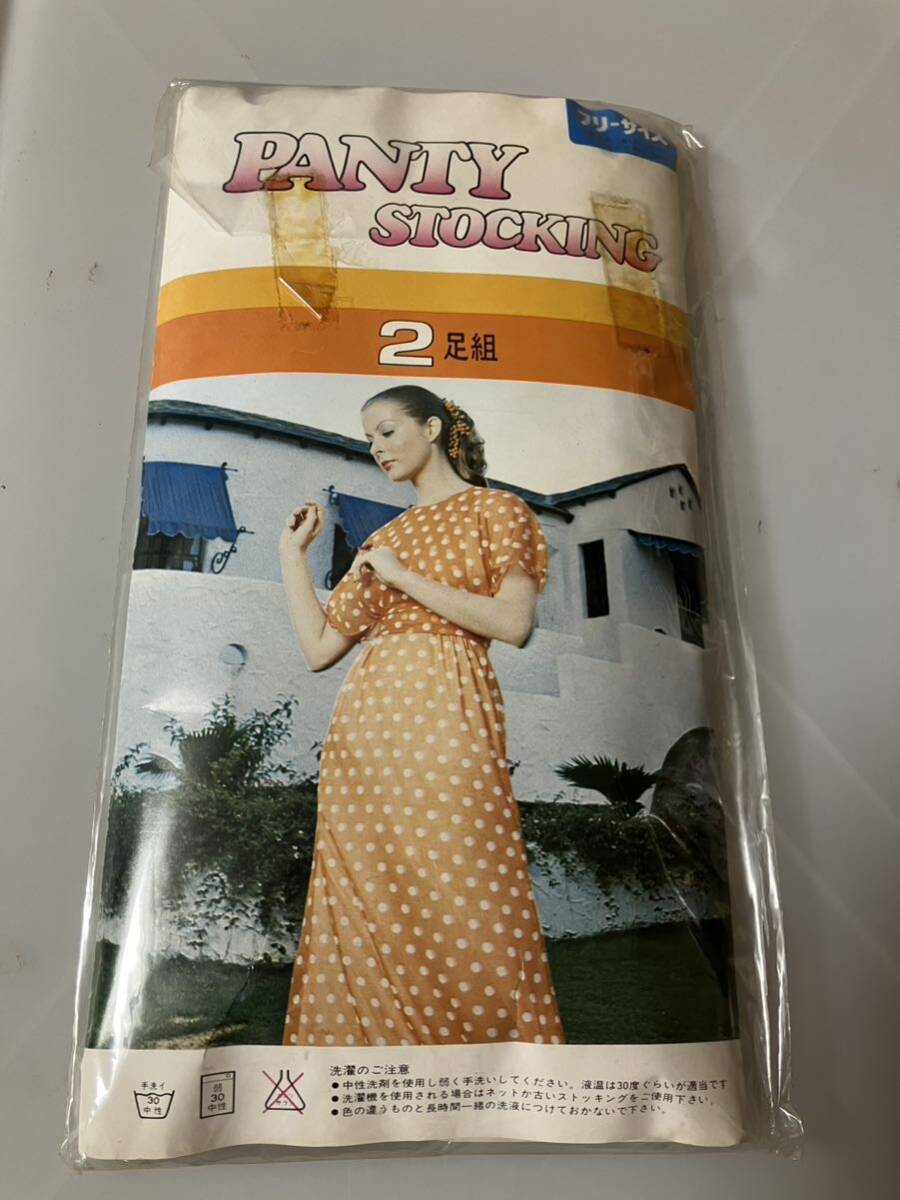 フリーサイズ
PANTY
STOCKING
2足組
洗濯のご注意
●中性洗剤を使用し弱く手洗いしてください。液温は30度ぐらいが適当です
●洗濯機を使用される場合はネットか古いストッキングをご使用下さい。
●色の違うものと長時間一緒の洗液につけておかないで下さい。
手洗イ
30
中性
弱
30
中性